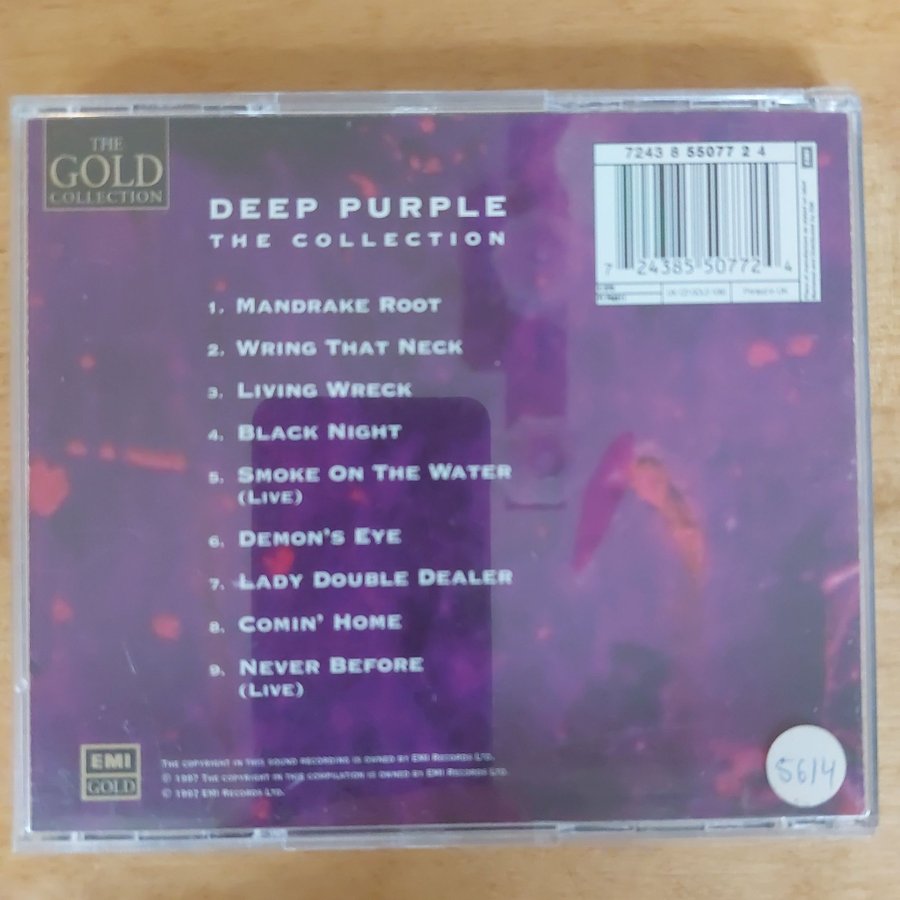 THE
GOLD
COLLECTION
DEEP PURPLE
THE COLLECTION
7243 8 55077 2 4
7 24385 50772 4
1. MANDRAKE ROOT
2. WRING THAT NECK
3. LIVING WRECK
4. BLACK NIGHT
5. SMOKE ON THE WATER
(LIVE)
6. DEMON'S EYE
7. LADY DOUBLE DEALER
8. COMIN' HOME
9. NEVER BEFORE
(LIVE)
EMI
GOLD
THE COPYRIGHT IN THIS SOUND RECORDING IS OWNED BY EMI RECORDS LTD.
© 1997 THE COPYRIGHT IN THIS COMPILATION IS OWNED BY EMI RECORDS LTD.
© 1997 EMI RECORDS LTD.
5614